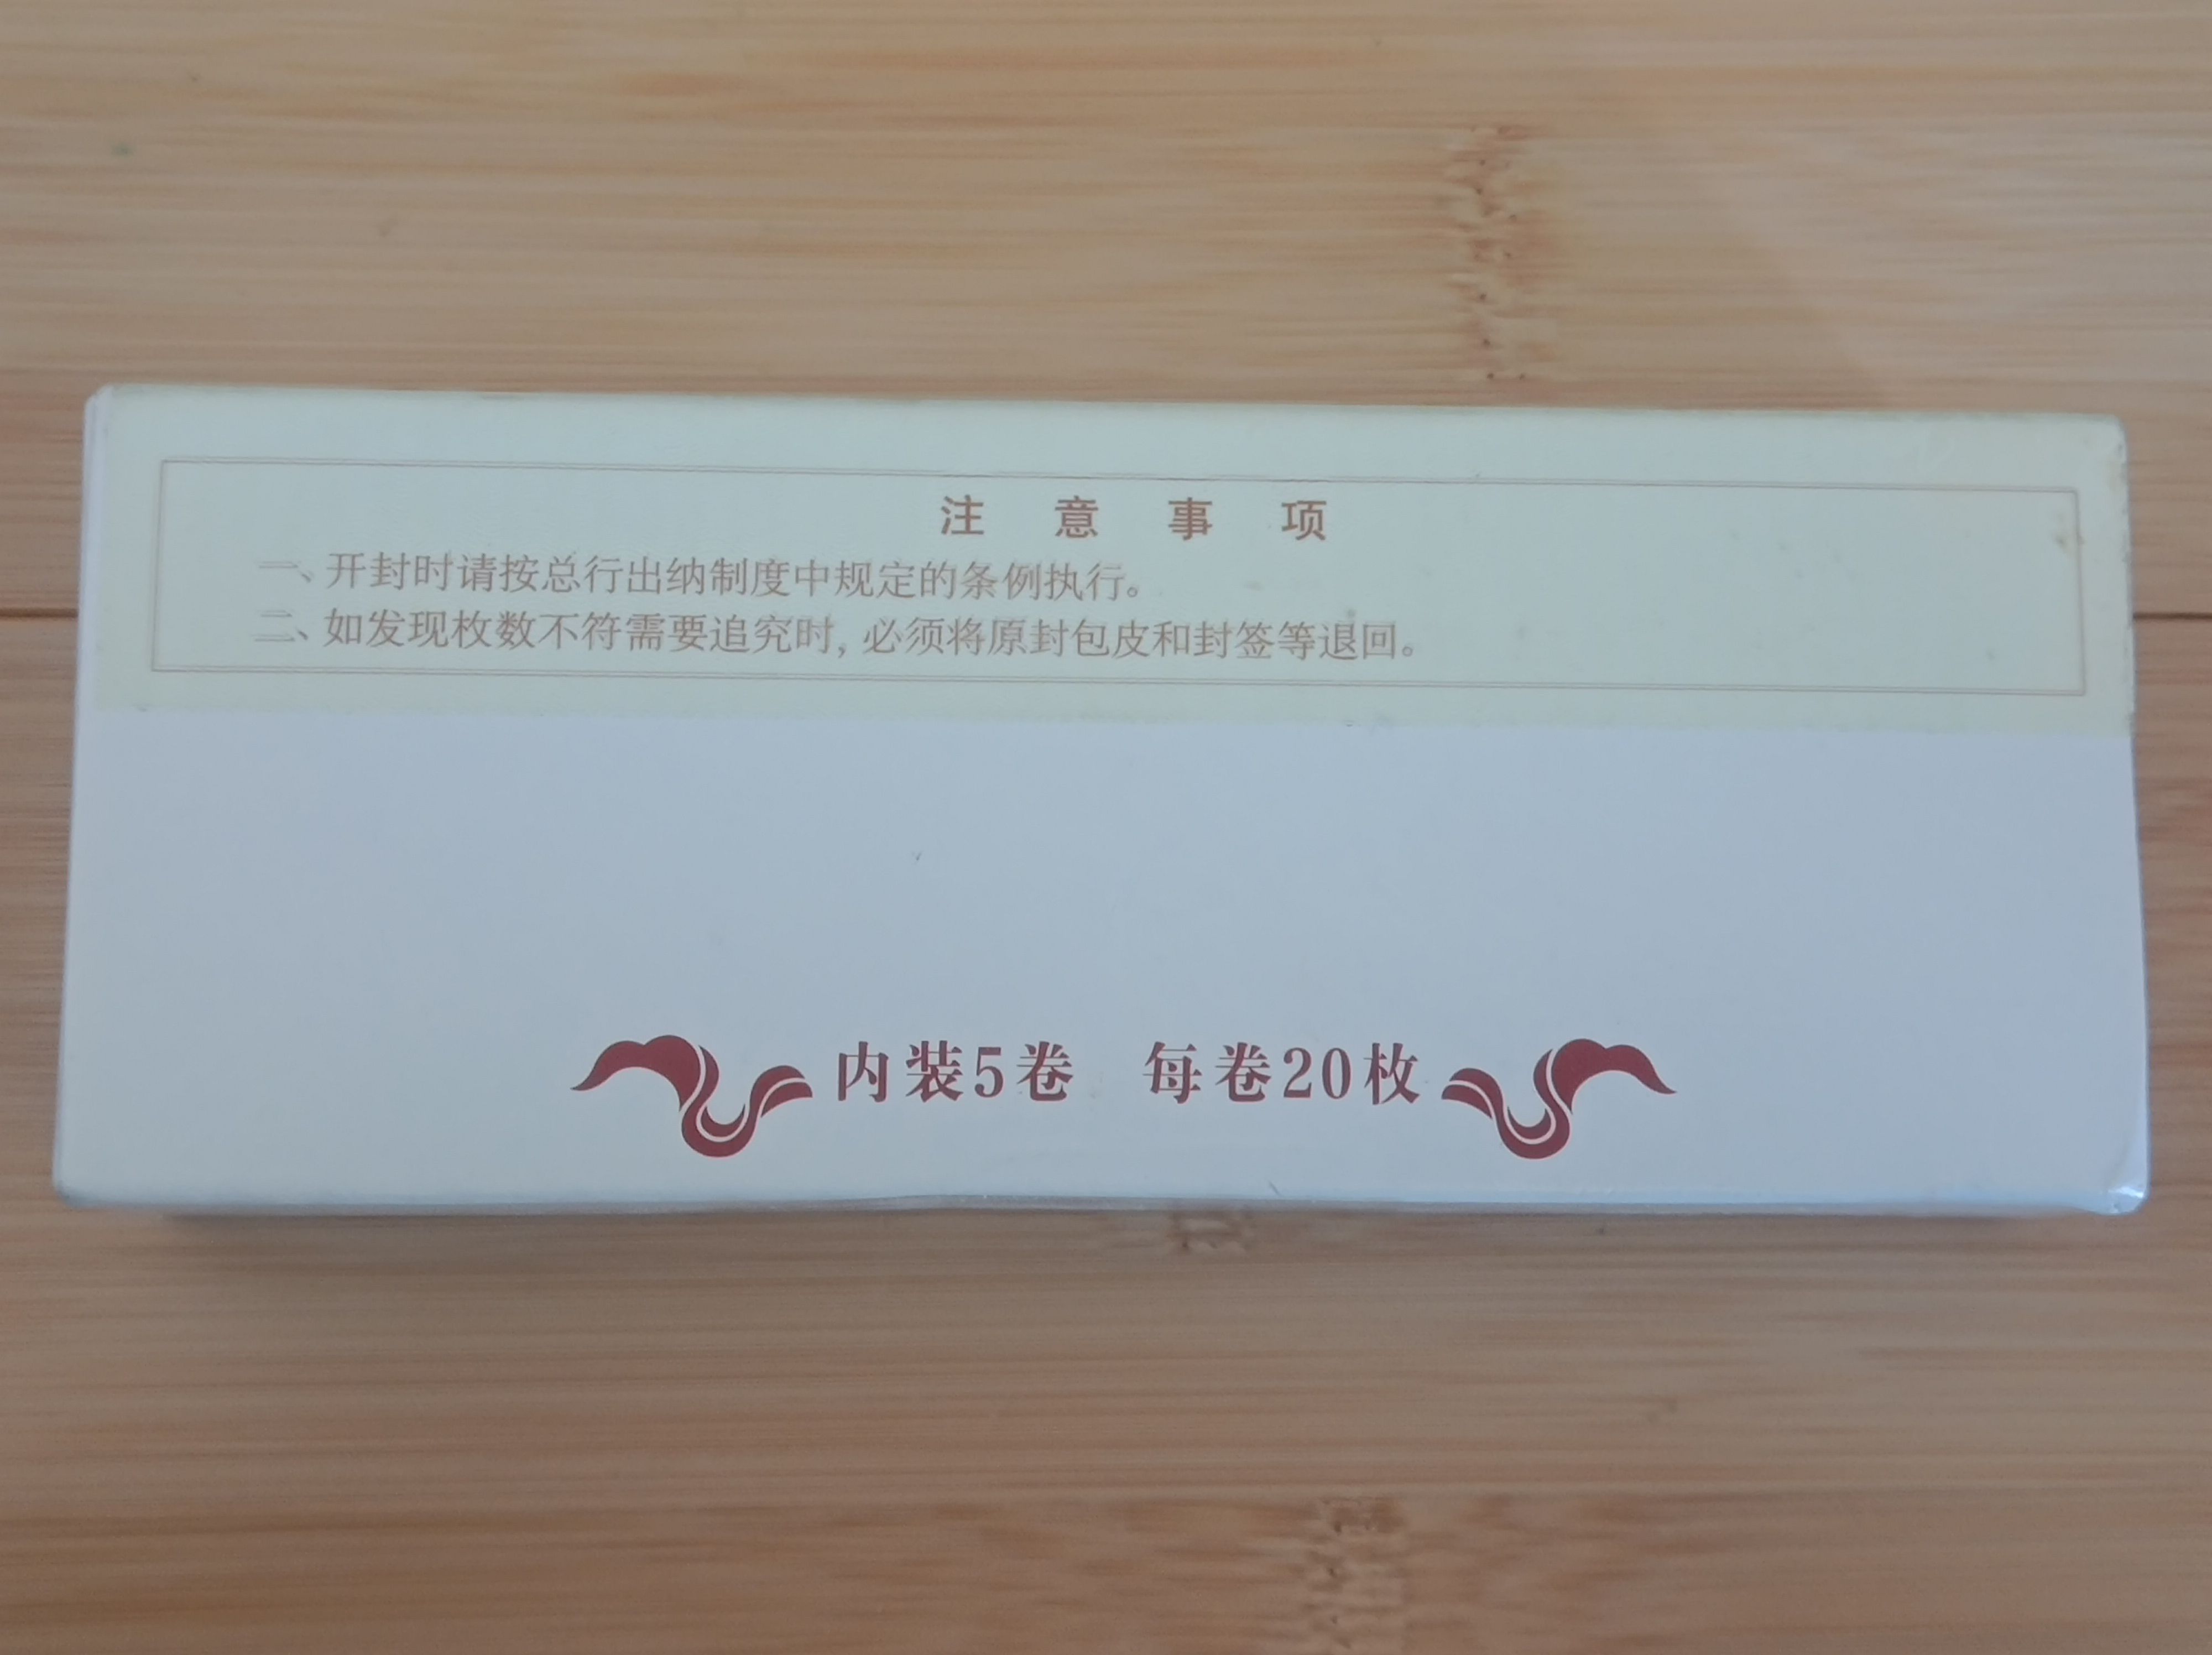 注意事项
一、开封时请按总行出纳制度中规定的条例执行。
二、如发现枚数不符需要追究时，必须将原封包皮和封签等退回。
内装5卷 每卷20枚